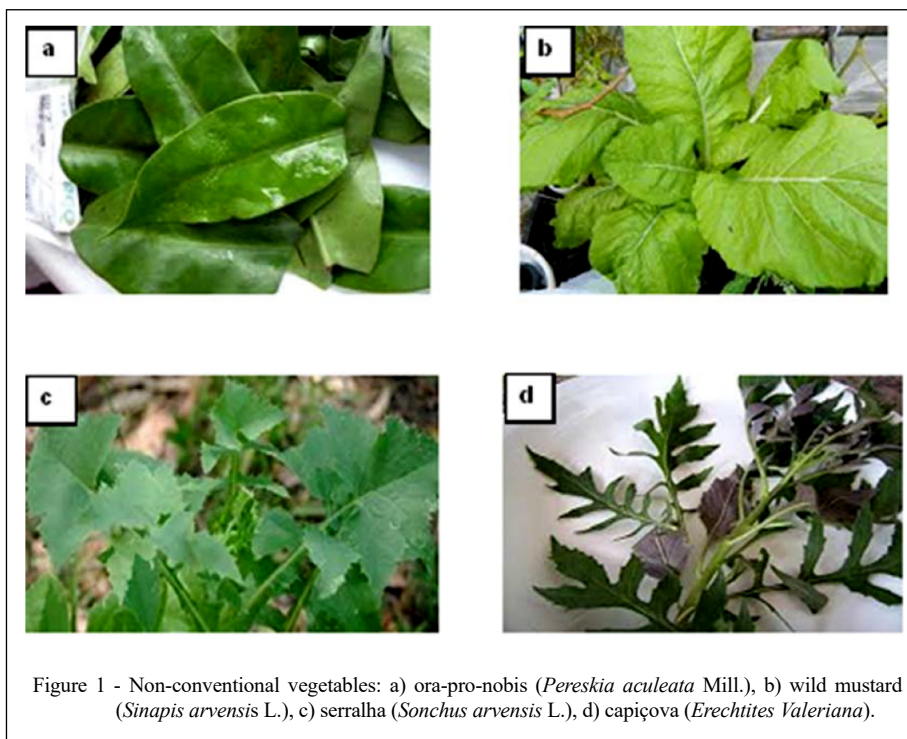 a
b
c
d
Figure 1 - Non-conventional vegetables: a) ora-pro-nobis (Pereskia aculeata Mill.), b) wild mustard
(Sinapis arvensis L.), c) serralha (Sonchus arvensis L.), d) capiçova (Erechtites Valeriana).